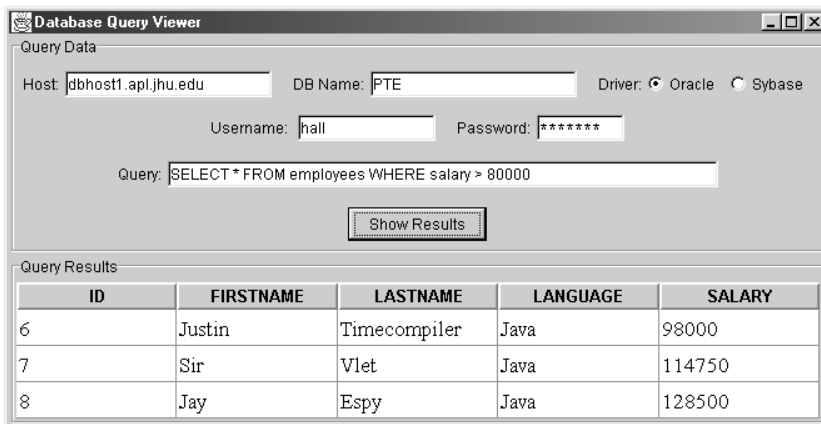 Database Query Viewer
Query Data
Host: dbhost1.apl.jhu.edu DB Name: PTE Driver: Oracle Sybase
Username: hall Password: *******
Query: SELECT * FROM employees WHERE salary > 80000
Show Results
Query Results
ID FIRSTNAME LASTNAME LANGUAGE SALARY
6 Justin Timecompiler Java 98000
7 Sir Vlet Java 114750
8 Jay Espy Java 128500